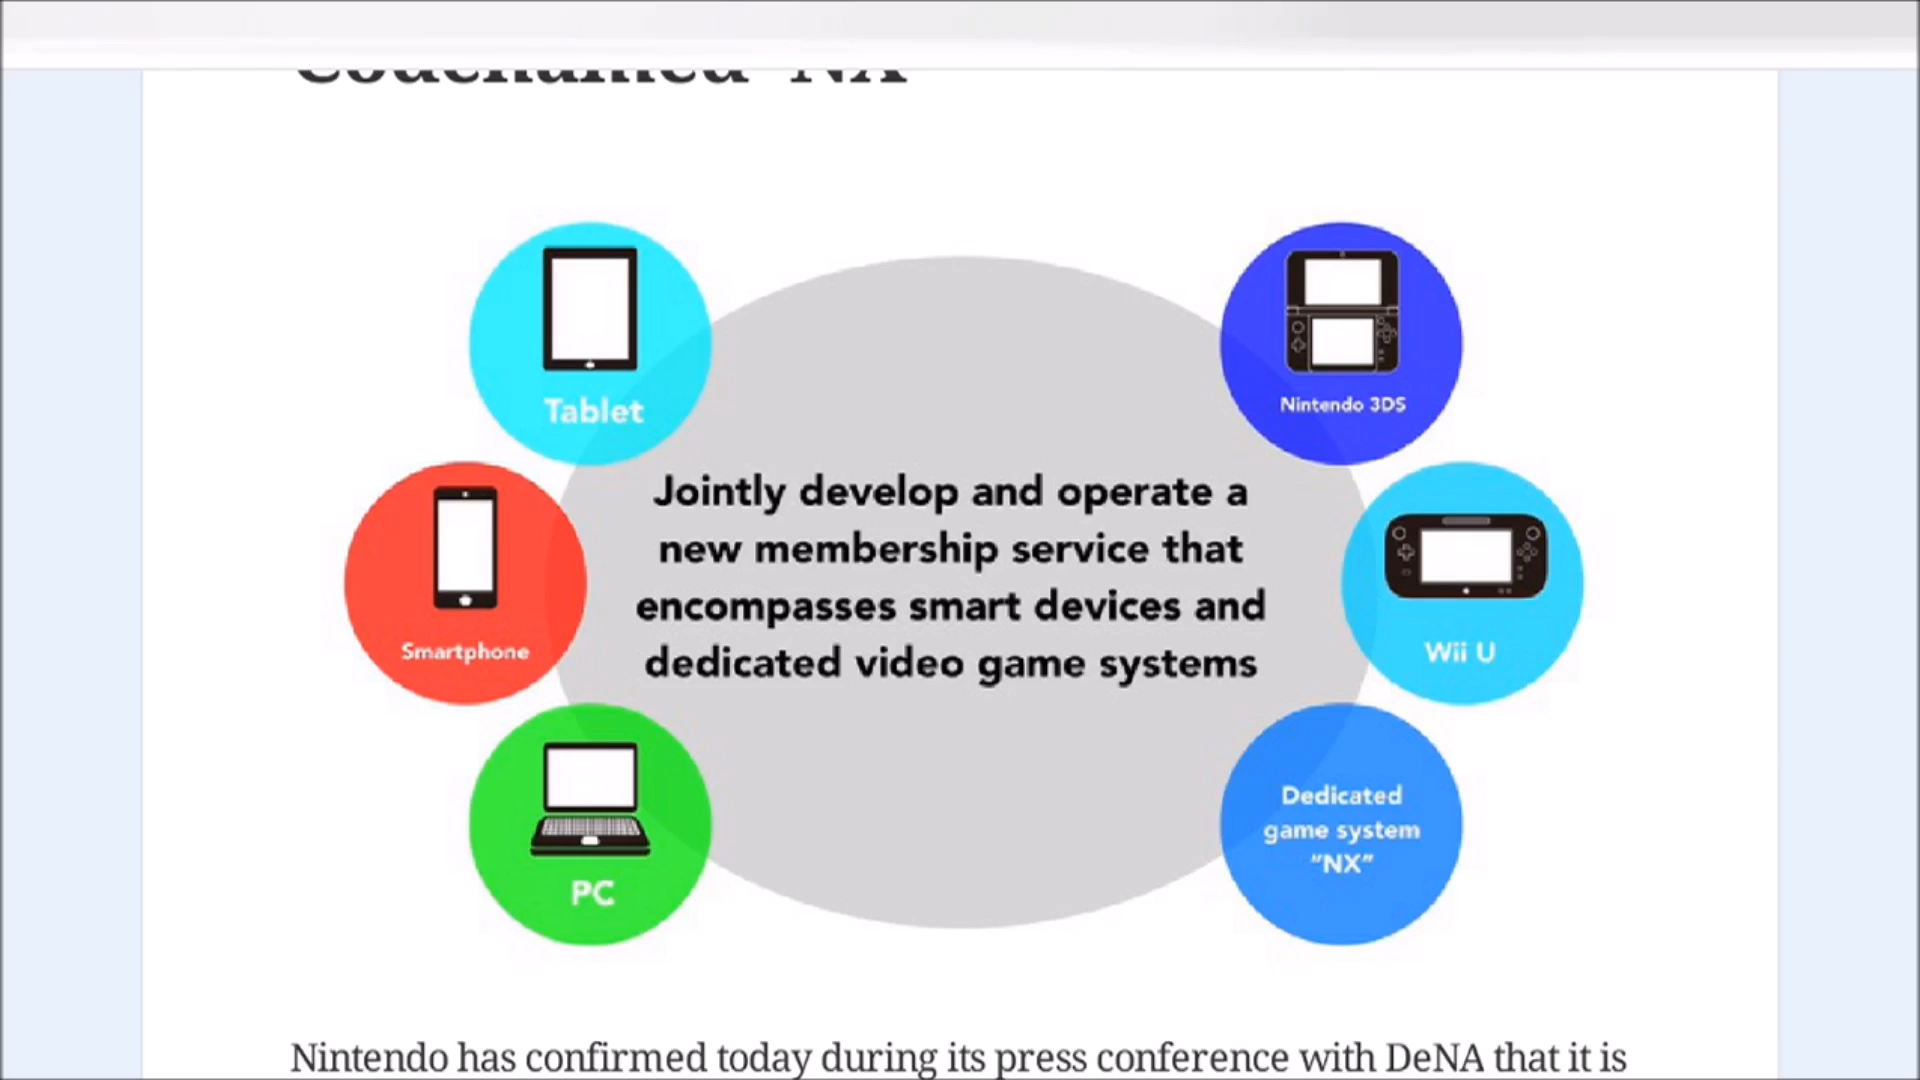 Codenamed "NX"
Tablet
Nintendo 3DS
Jointly develop and operate a
new membership service that
encompasses smart devices and
dedicated video game systems
Smartphone
Wii U
PC
Dedicated
game system
“NX”
Nintendo has confirmed today during its press conference with DeNA that it is